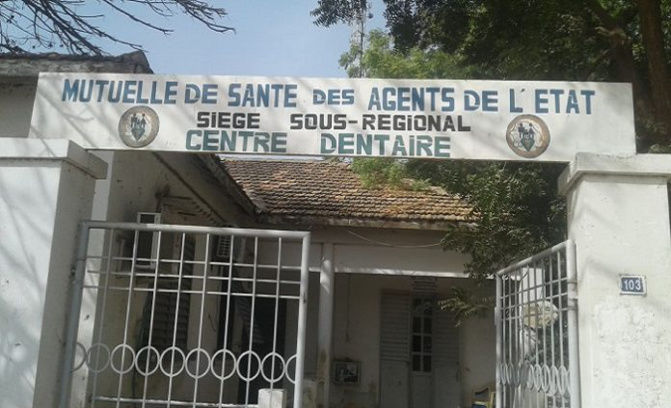 MUTUELLE DE SANTE DES AGENTS DE L'ETAT
SIEGE SOUS-REGIONAL
CENTRE DENTAIRE
103